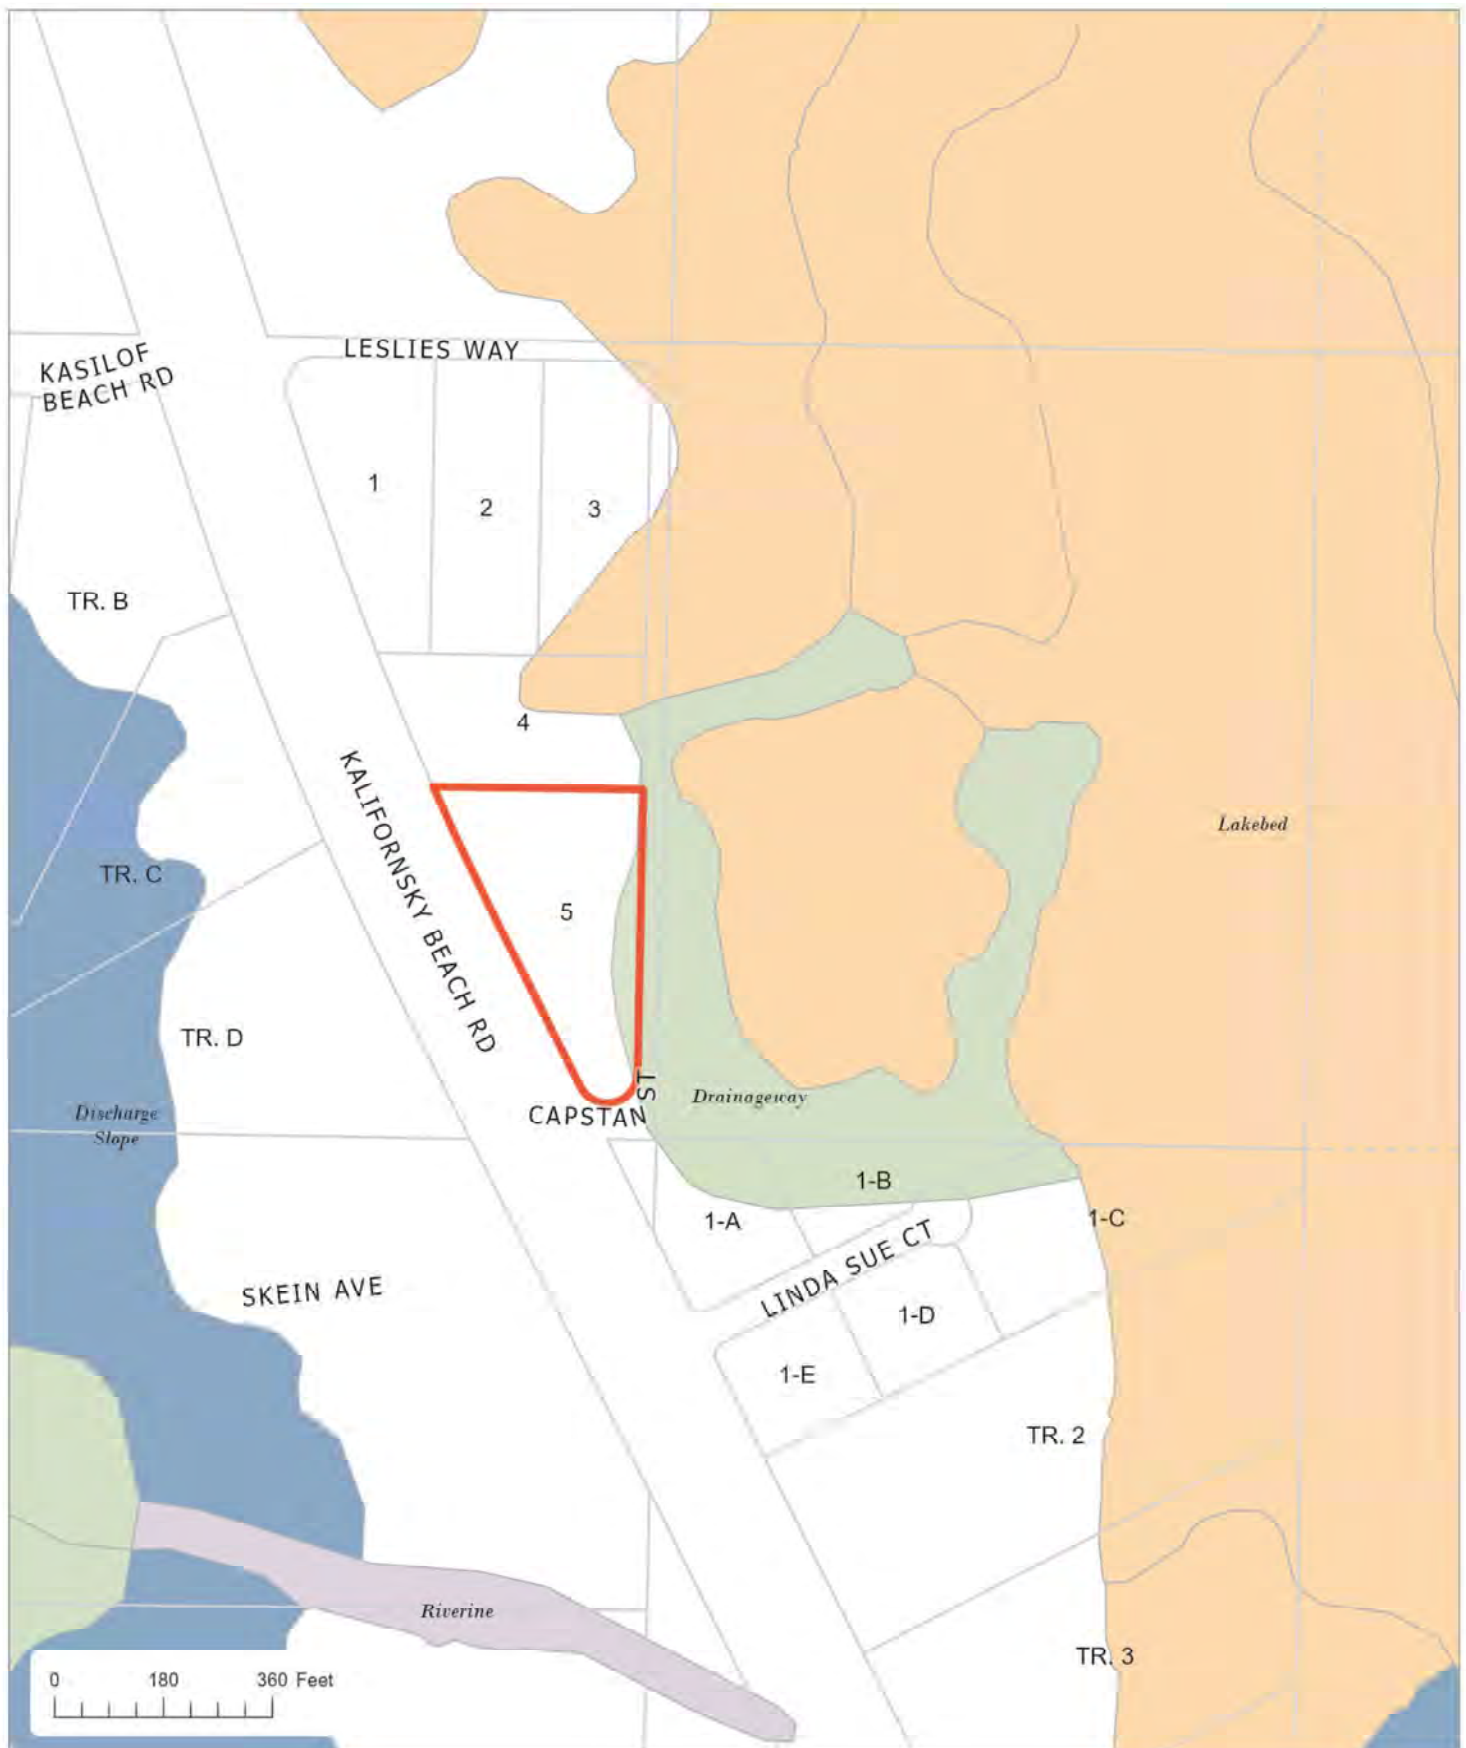 LESLIES WAY
KASILOF
BEACH RD
1
2
3
TR. B
4
KALIFORNSKY BEACH RD
Lakebed
TR. C
5
TR. D
ST
Drainageway
Discharge
Slope
CAPSTAN
1-B
1-A
1-C
LINDA SUE CT
SKEIN AVE
1-D
1-E
TR. 2
Riverine
TR. 3
0 180 360 Feet